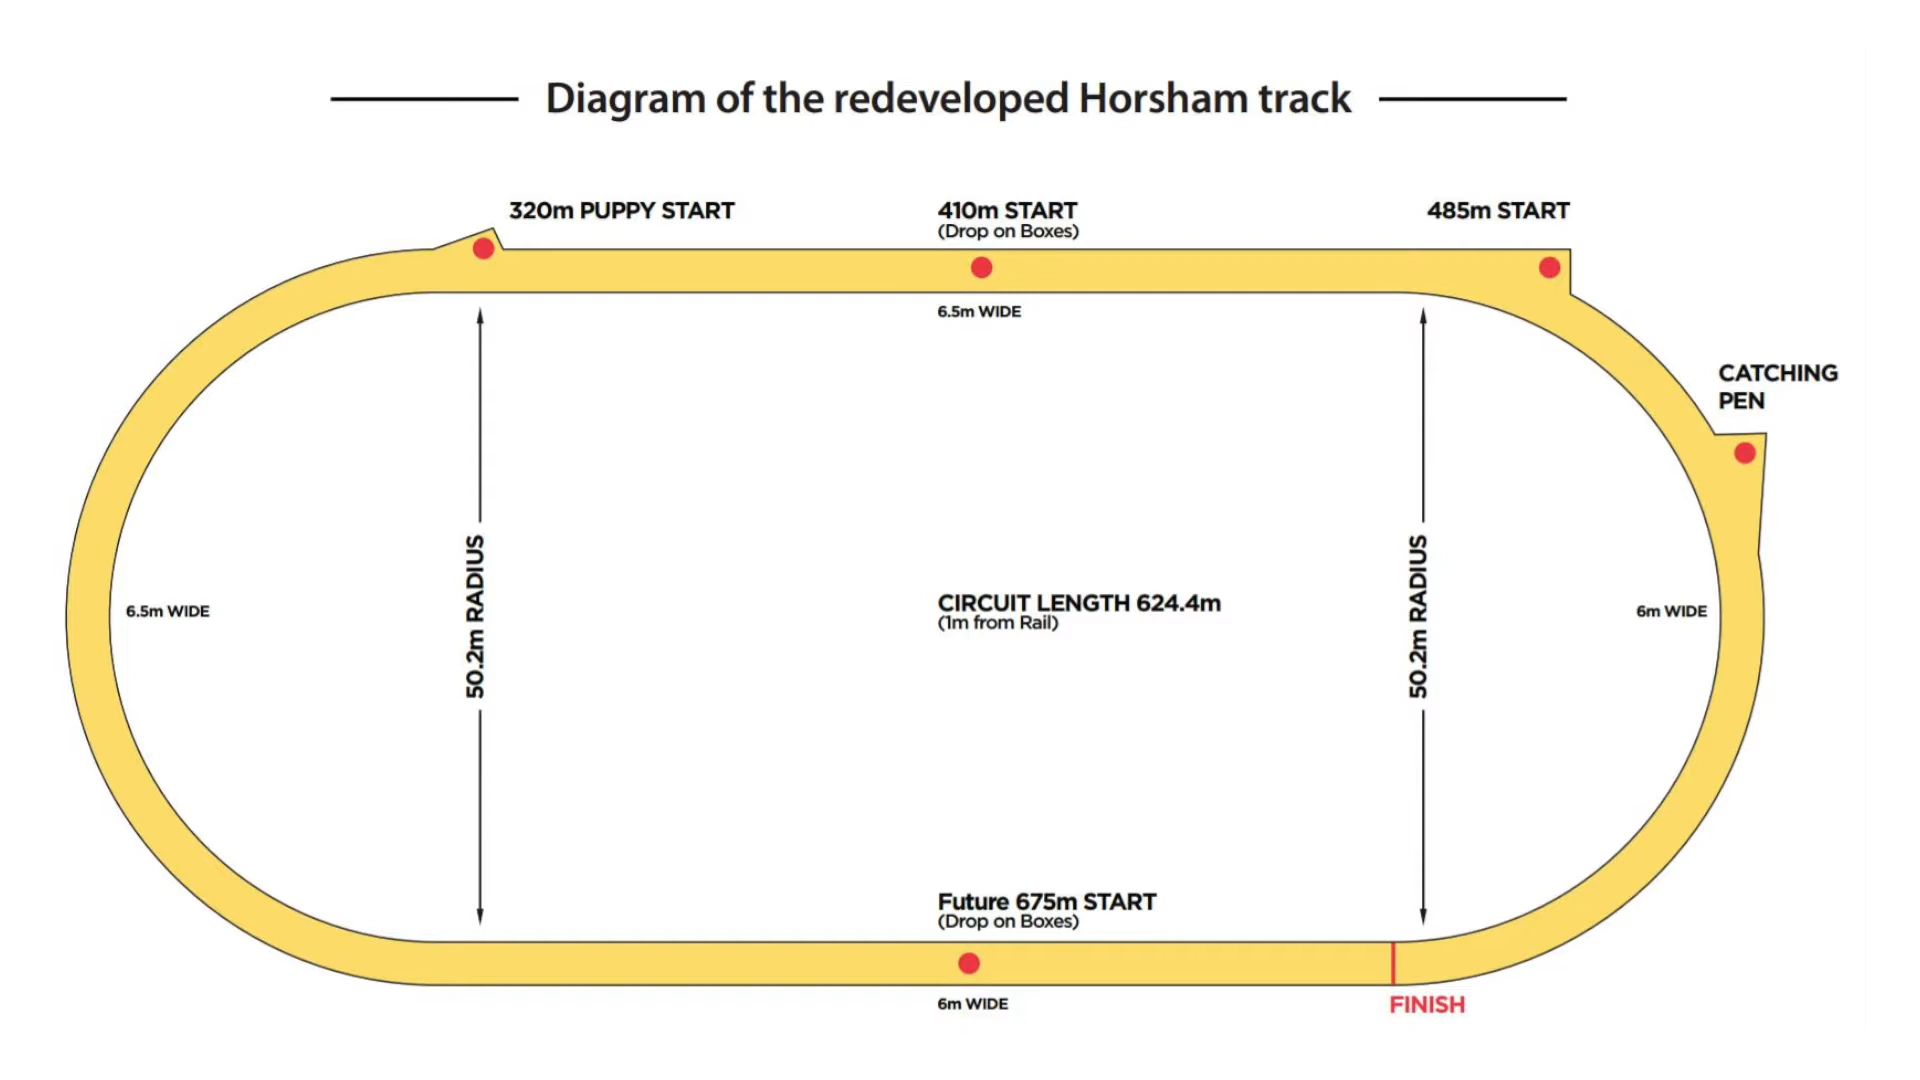 Diagram of the redeveloped Horsham track
320m PUPPY START
410m START
(Drop on Boxes)
485m START
6.5m WIDE
CATCHING
PEN
50.2m RADIUS
50.2m RADIUS
6.5m WIDE
CIRCUIT LENGTH 624.4m
(1m from Rail)
6m WIDE
Future 675m START
(Drop on Boxes)
6m WIDE
FINISH